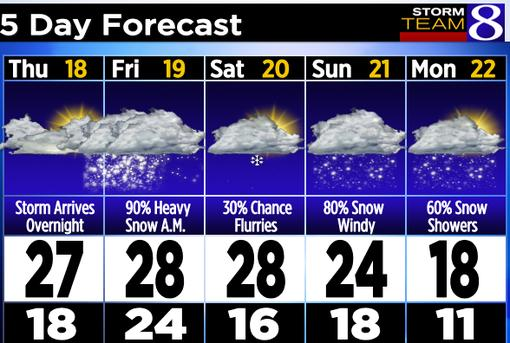 5 Day Forecast
STORM
TEAM 8
Thu 18 Fri 19 Sat 20 Sun 21 Mon 22
Storm Arrives 90% Heavy 30% Chance 80% Snow 60% Snow
Overnight Snow A.M. Flurries Windy Showers
27 28 28 24 18
18 24 16 18 11